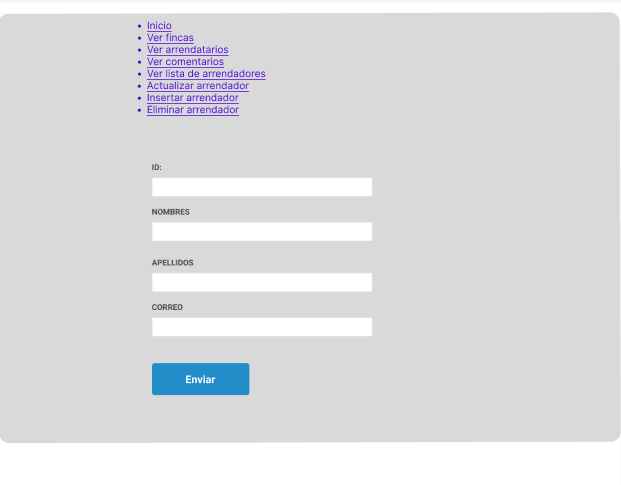 • Inicio
• Ver fincas
• Ver arrendatarios
• Ver comentarios
• Ver lista de arrendadores
• Actualizar arrendador
• Insertar arrendador
• Eliminar arrendador
ID:
NOMBRES
APELLIDOS
CORREO
Enviar